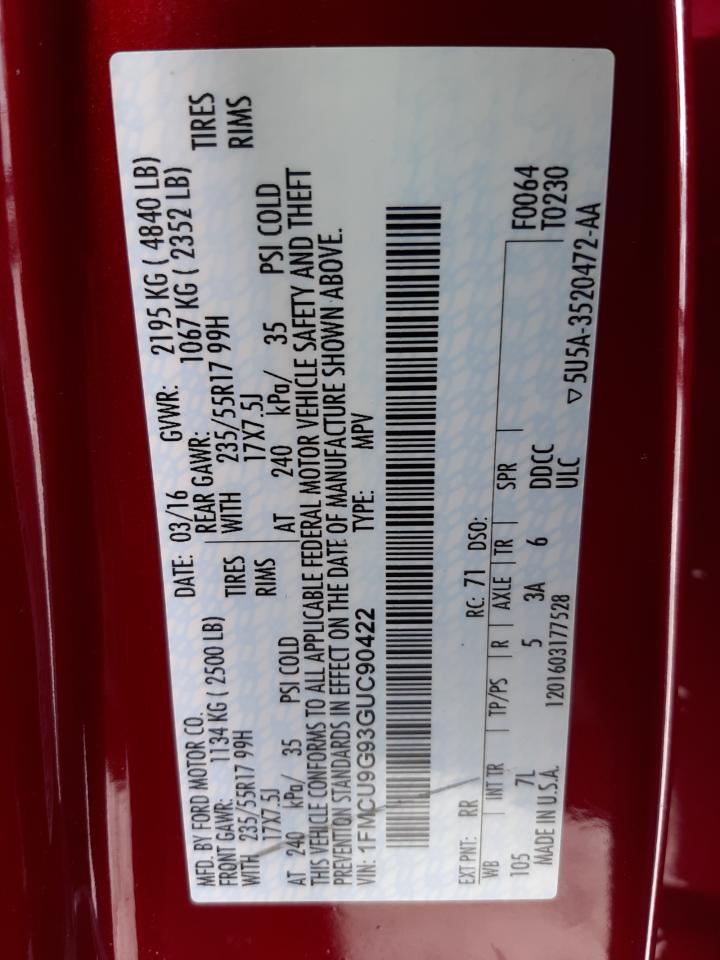 MFD. BY FORD MOTOR CO. DATE: 03/16 GVWR: 2195 KG ( 4840 LB)
FRONT GAWR: 1134 KG ( 2500 LB) REAR GAWR: 1067 KG ( 2352 LB)
WITH 235/55R17 99H TIRES WITH 235/55R17 99H TIRES
17X7.5J RIMS 17X7.5J RIMS
AT 240 kPa/ 35 PSI COLD AT 240 kPa/ 35 PSI COLD
THIS VEHICLE CONFORMS TO ALL APPLICABLE FEDERAL MOTOR VEHICLE SAFETY AND THEFT
PREVENTION STANDARDS IN EFFECT ON THE DATE OF MANUFACTURE SHOWN ABOVE.
VIN: 1FMCU9G93GUC90422 TYPE: MPV
EXT PNT: RR RC: 71 DSO:
WB INT TR TP/PS R AXLE TR SPR F0064
105 7L 5 3A 6 DDCC T0230
MADE IN U.S.A. 1201603177528 ULC ▽5U5A-3520472-AA